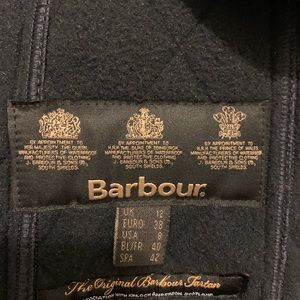 BY APPOINTMENT TO
H.M. HER MAJESTY THE QUEEN,
MANUFACTURERS OF WATERPROOF
AND PROTECTIVE CLOTHING
J. BARBOUR & SONS LTD
SOUTH SHIELDS.
BY APPOINTMENT TO
H.R.H. THE DUKE OF EDINBURGH
MANUFACTURERS OF WATERPROOF
AND PROTECTIVE CLOTHING
J. BARBOUR & SONS LTD
SOUTH SHIELDS.
BY APPOINTMENT TO
H.R.H. THE PRINCE OF WALES
MANUFACTURERS OF WATERPROOF
AND PROTECTIVE CLOTHING
J. BARBOUR & SONS LTD
SOUTH SHIELDS.
Barbour
UK 12
EURO 38
USA 8
BL/FR 40
SPA 42
The Original Barbour Tartan